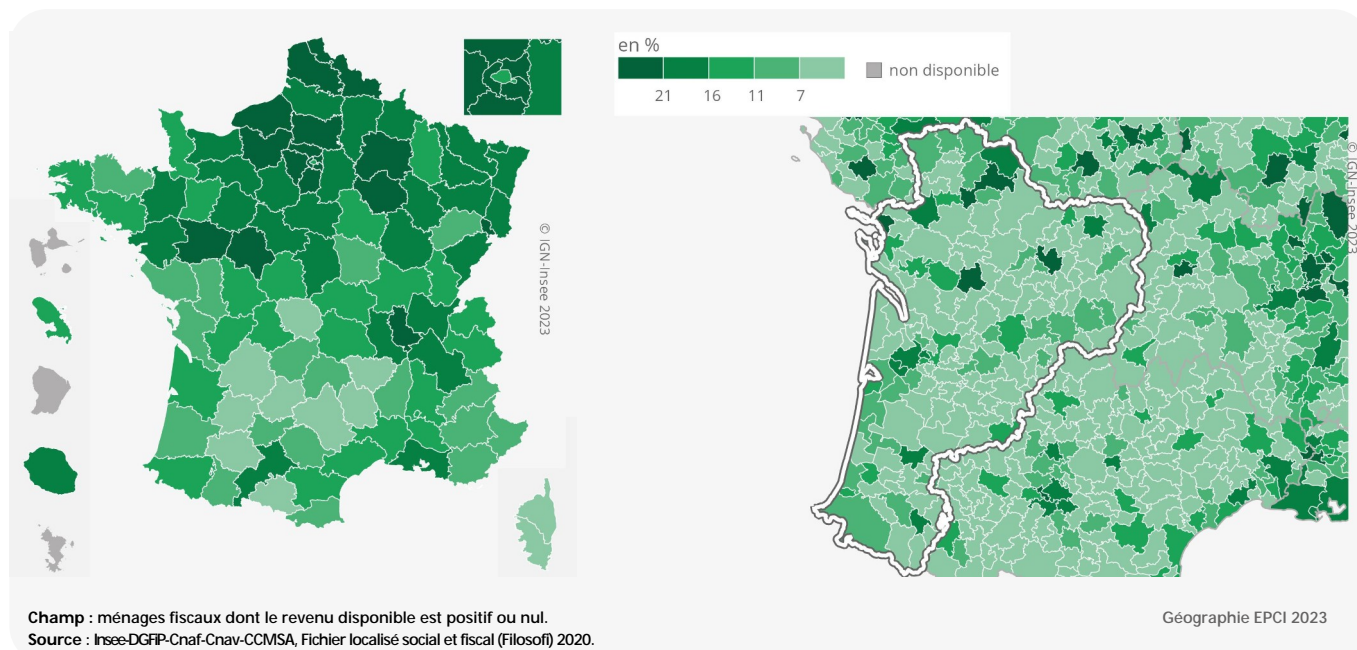 en %
21 16 11 7
non disponible
© IGN-Insee 2023
© IGN-Insee 2023
Champ : ménages fiscaux dont le revenu disponible est positif ou nul.
Source : Insee-DGFiP-Cnaf-Cnav-CCMSA, Fichier localisé social et fiscal (Filosofi) 2020.
Géographie EPCI 2023